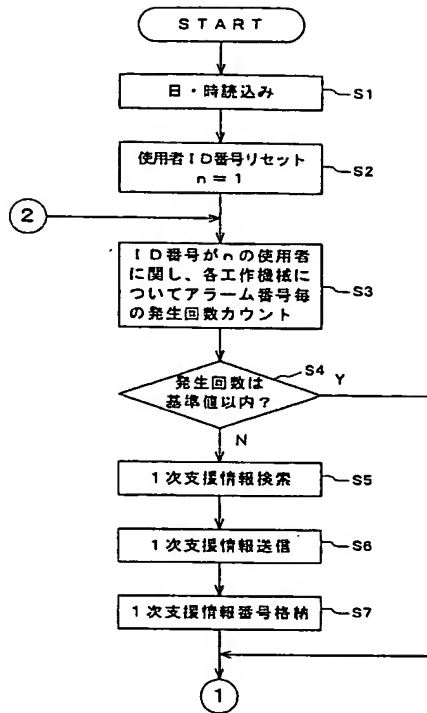 START
日・時読込み
S1
使用者ID番号リセット
n=1
S2
2
ID番号がnの使用者
に関し、各工作機械に
ついてアラーム番号毎
の発生回数カウント
S3
S4
発生回数は
基準値以内?
Y
N
1次支援情報検索
S5
1次支援情報送信
S6
1次支援情報番号格納
S7
1